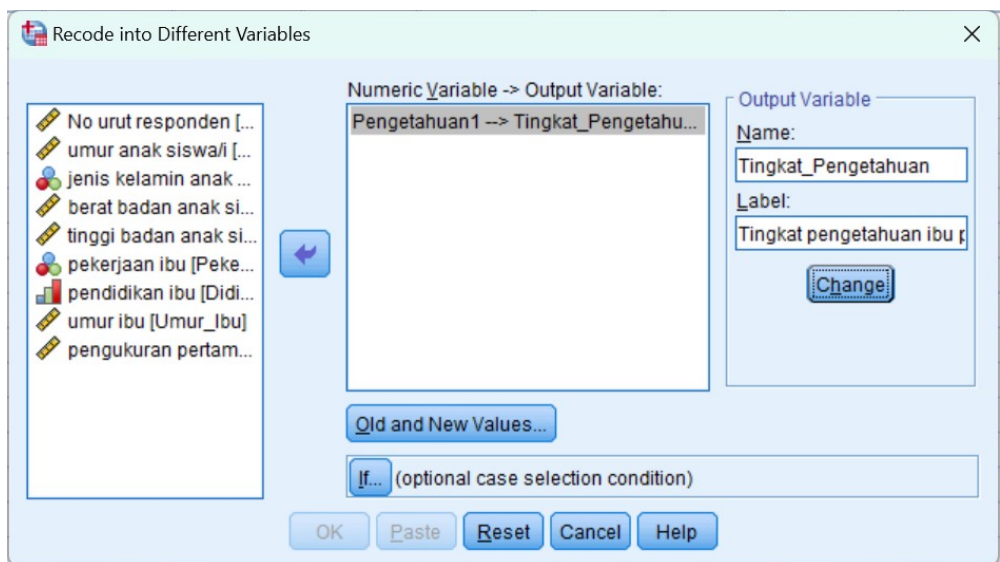 Recode into Different Variables
No urut responden [...
umur anak siswa/i [...
jenis kelamin anak ...
berat badan anak si...
tinggi badan anak si...
pekerjaan ibu [Peke...
pendidikan ibu [Didi...
umur ibu [Umur_Ibu]
pengukuran pertam...
Numeric Variable -> Output Variable:
Pengetahuan1 --> Tingkat_Pengetahu...
Output Variable
Name:
Tingkat_Pengetahuan
Label:
Tingkat pengetahuan ibu p
Change
Old and New Values...
If... (optional case selection condition)
OK Paste Reset Cancel Help